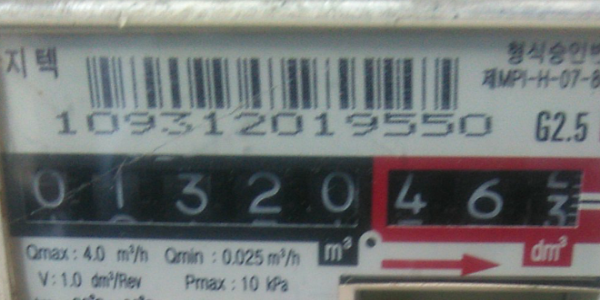 지텍
형식승인번
제MPI-H-07-8
109312019550
G2.5
0 1 3 2 0 4 6
m³
dm³
Qmax : 4.0 m³/h Qmin : 0.025 m³/h
V : 1.0 dm³/Rev Pmax : 10 kPa